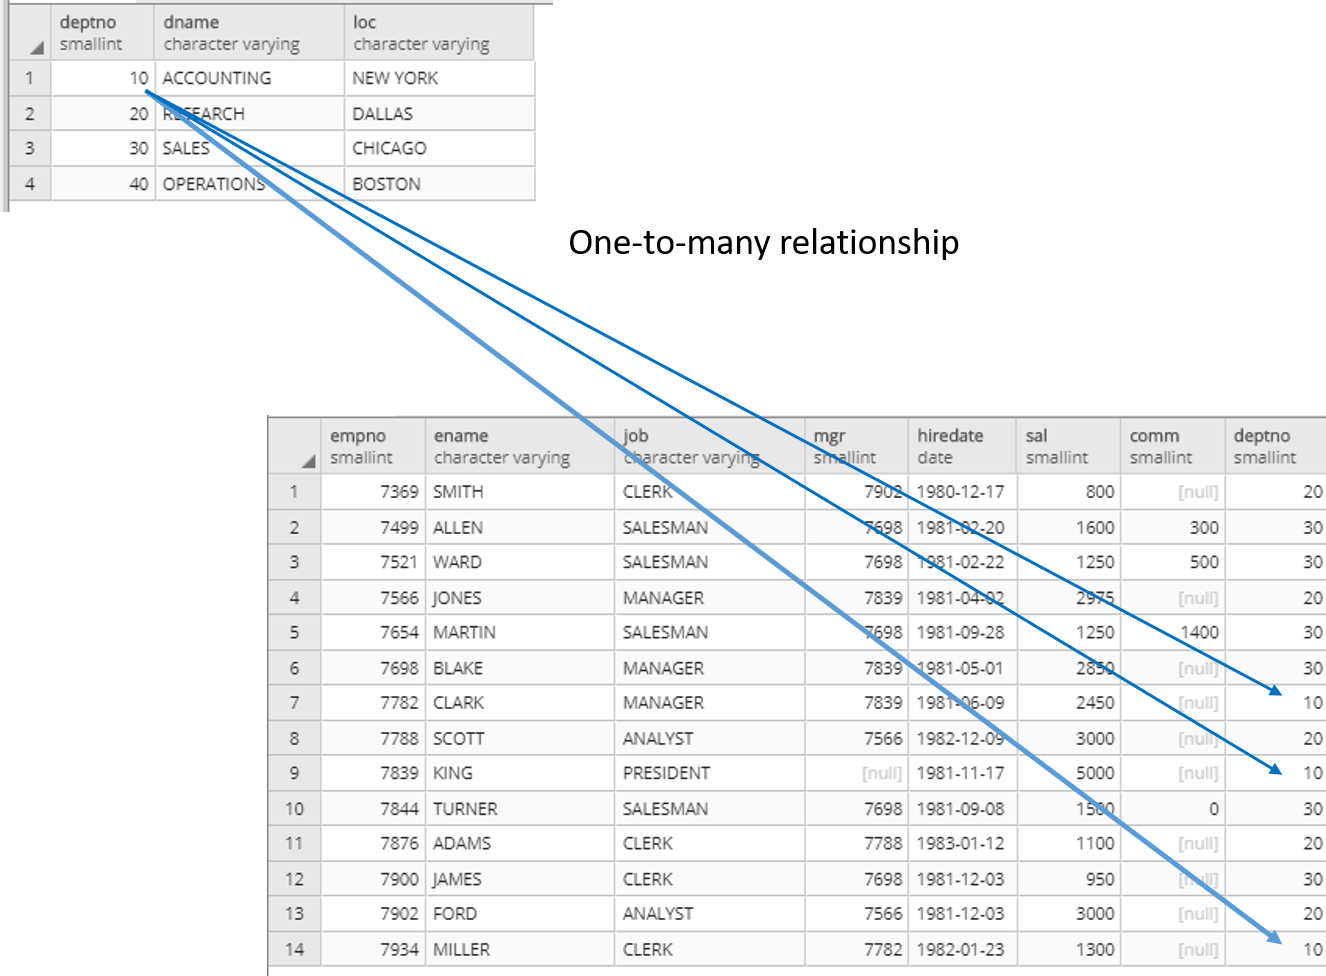 deptno dname loc
smallint character varying character varying
1 10 ACCOUNTING NEW YORK
2 20 RESEARCH DALLAS
3 30 SALES CHICAGO
4 40 OPERATIONS BOSTON
One-to-many relationship
empno ename job mgr hiredate sal comm deptno
smallint character varying character varying smallint date smallint smallint smallint
1 7369 SMITH CLERK 7902 1980-12-17 800 [null] 20
2 7499 ALLEN SALESMAN 7698 1981-02-20 1600 300 30
3 7521 WARD SALESMAN 7698 1981-02-22 1250 500 30
4 7566 JONES MANAGER 7839 1981-04-02 2975 [null] 20
5 7654 MARTIN SALESMAN 7698 1981-09-28 1250 1400 30
6 7698 BLAKE MANAGER 7839 1981-05-01 2850 [null] 30
7 7782 CLARK MANAGER 7839 1981-06-09 2450 [null] 10
8 7788 SCOTT ANALYST 7566 1982-12-09 3000 [null] 20
9 7839 KING PRESIDENT [null] 1981-11-17 5000 [null] 10
10 7844 TURNER SALESMAN 7698 1981-09-08 1500 0 30
11 7876 ADAMS CLERK 7788 1983-01-12 1100 [null] 20
12 7900 JAMES CLERK 7698 1981-12-03 950 [null] 30
13 7902 FORD ANALYST 7566 1981-12-03 3000 [null] 20
14 7934 MILLER CLERK 7782 1982-01-23 1300 [null] 10